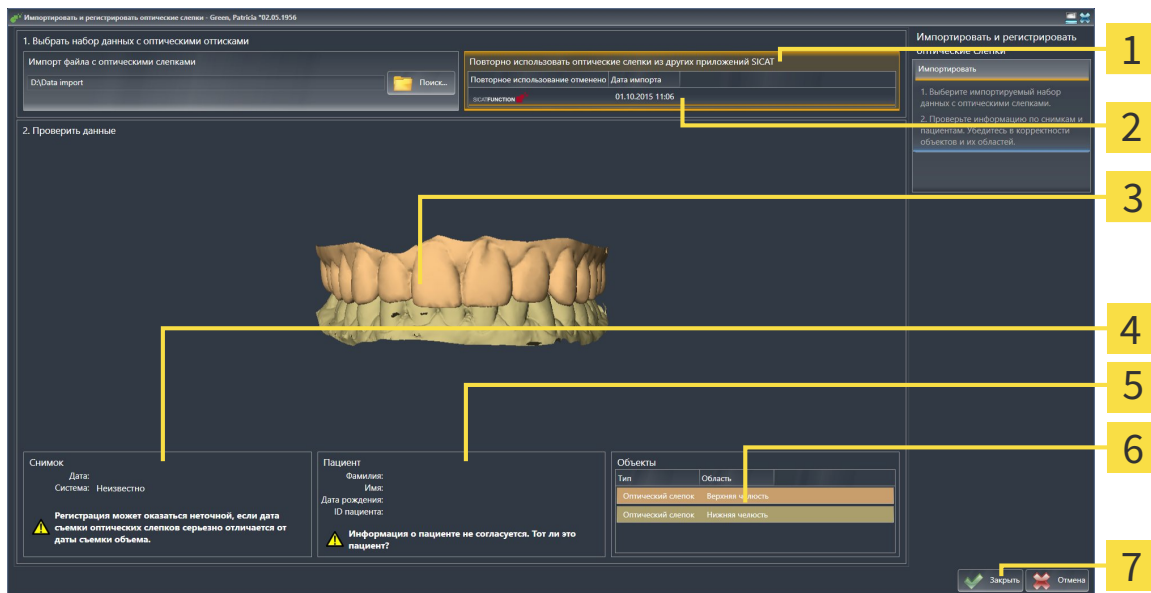 Импортировать и регистрировать оптические слепки - Green, Patricia *02.05.1956
1. Выбрать набор данных с оптическими оттисками
Импорт файла с оптическими слепками
D:\Data import
Поиск...
Повторно использовать оптические слепки из других приложений SICAT
Повторное использование отменено
Дата импорта
SICAT FUNCTION
01.10.2015 11:06
Импортировать и регистрировать
оптические слепки
Импортировать
1. Выберите импортируемый набор
данных с оптическими слепками.
2. Проверьте информацию по снимкам и
пациентам. Убедитесь в корректности
объектов и их областей.
2. Проверить данные
Снимок
Дата:
Система: Неизвестно
Регистрация может оказаться неточной, если дата
съемки оптических слепков серьезно отличается от
даты съемки объема.
Пациент
Фамилия:
Имя:
Дата рождения:
ID пациента:
Информация о пациенте не согласуется. Тот ли это
пациент?
Объекты
Тип
Область
Оптический слепок Верхняя челюсть
Оптический слепок Нижняя челюсть
Закрыть
Отмена
1
2
3
4
5
6
7